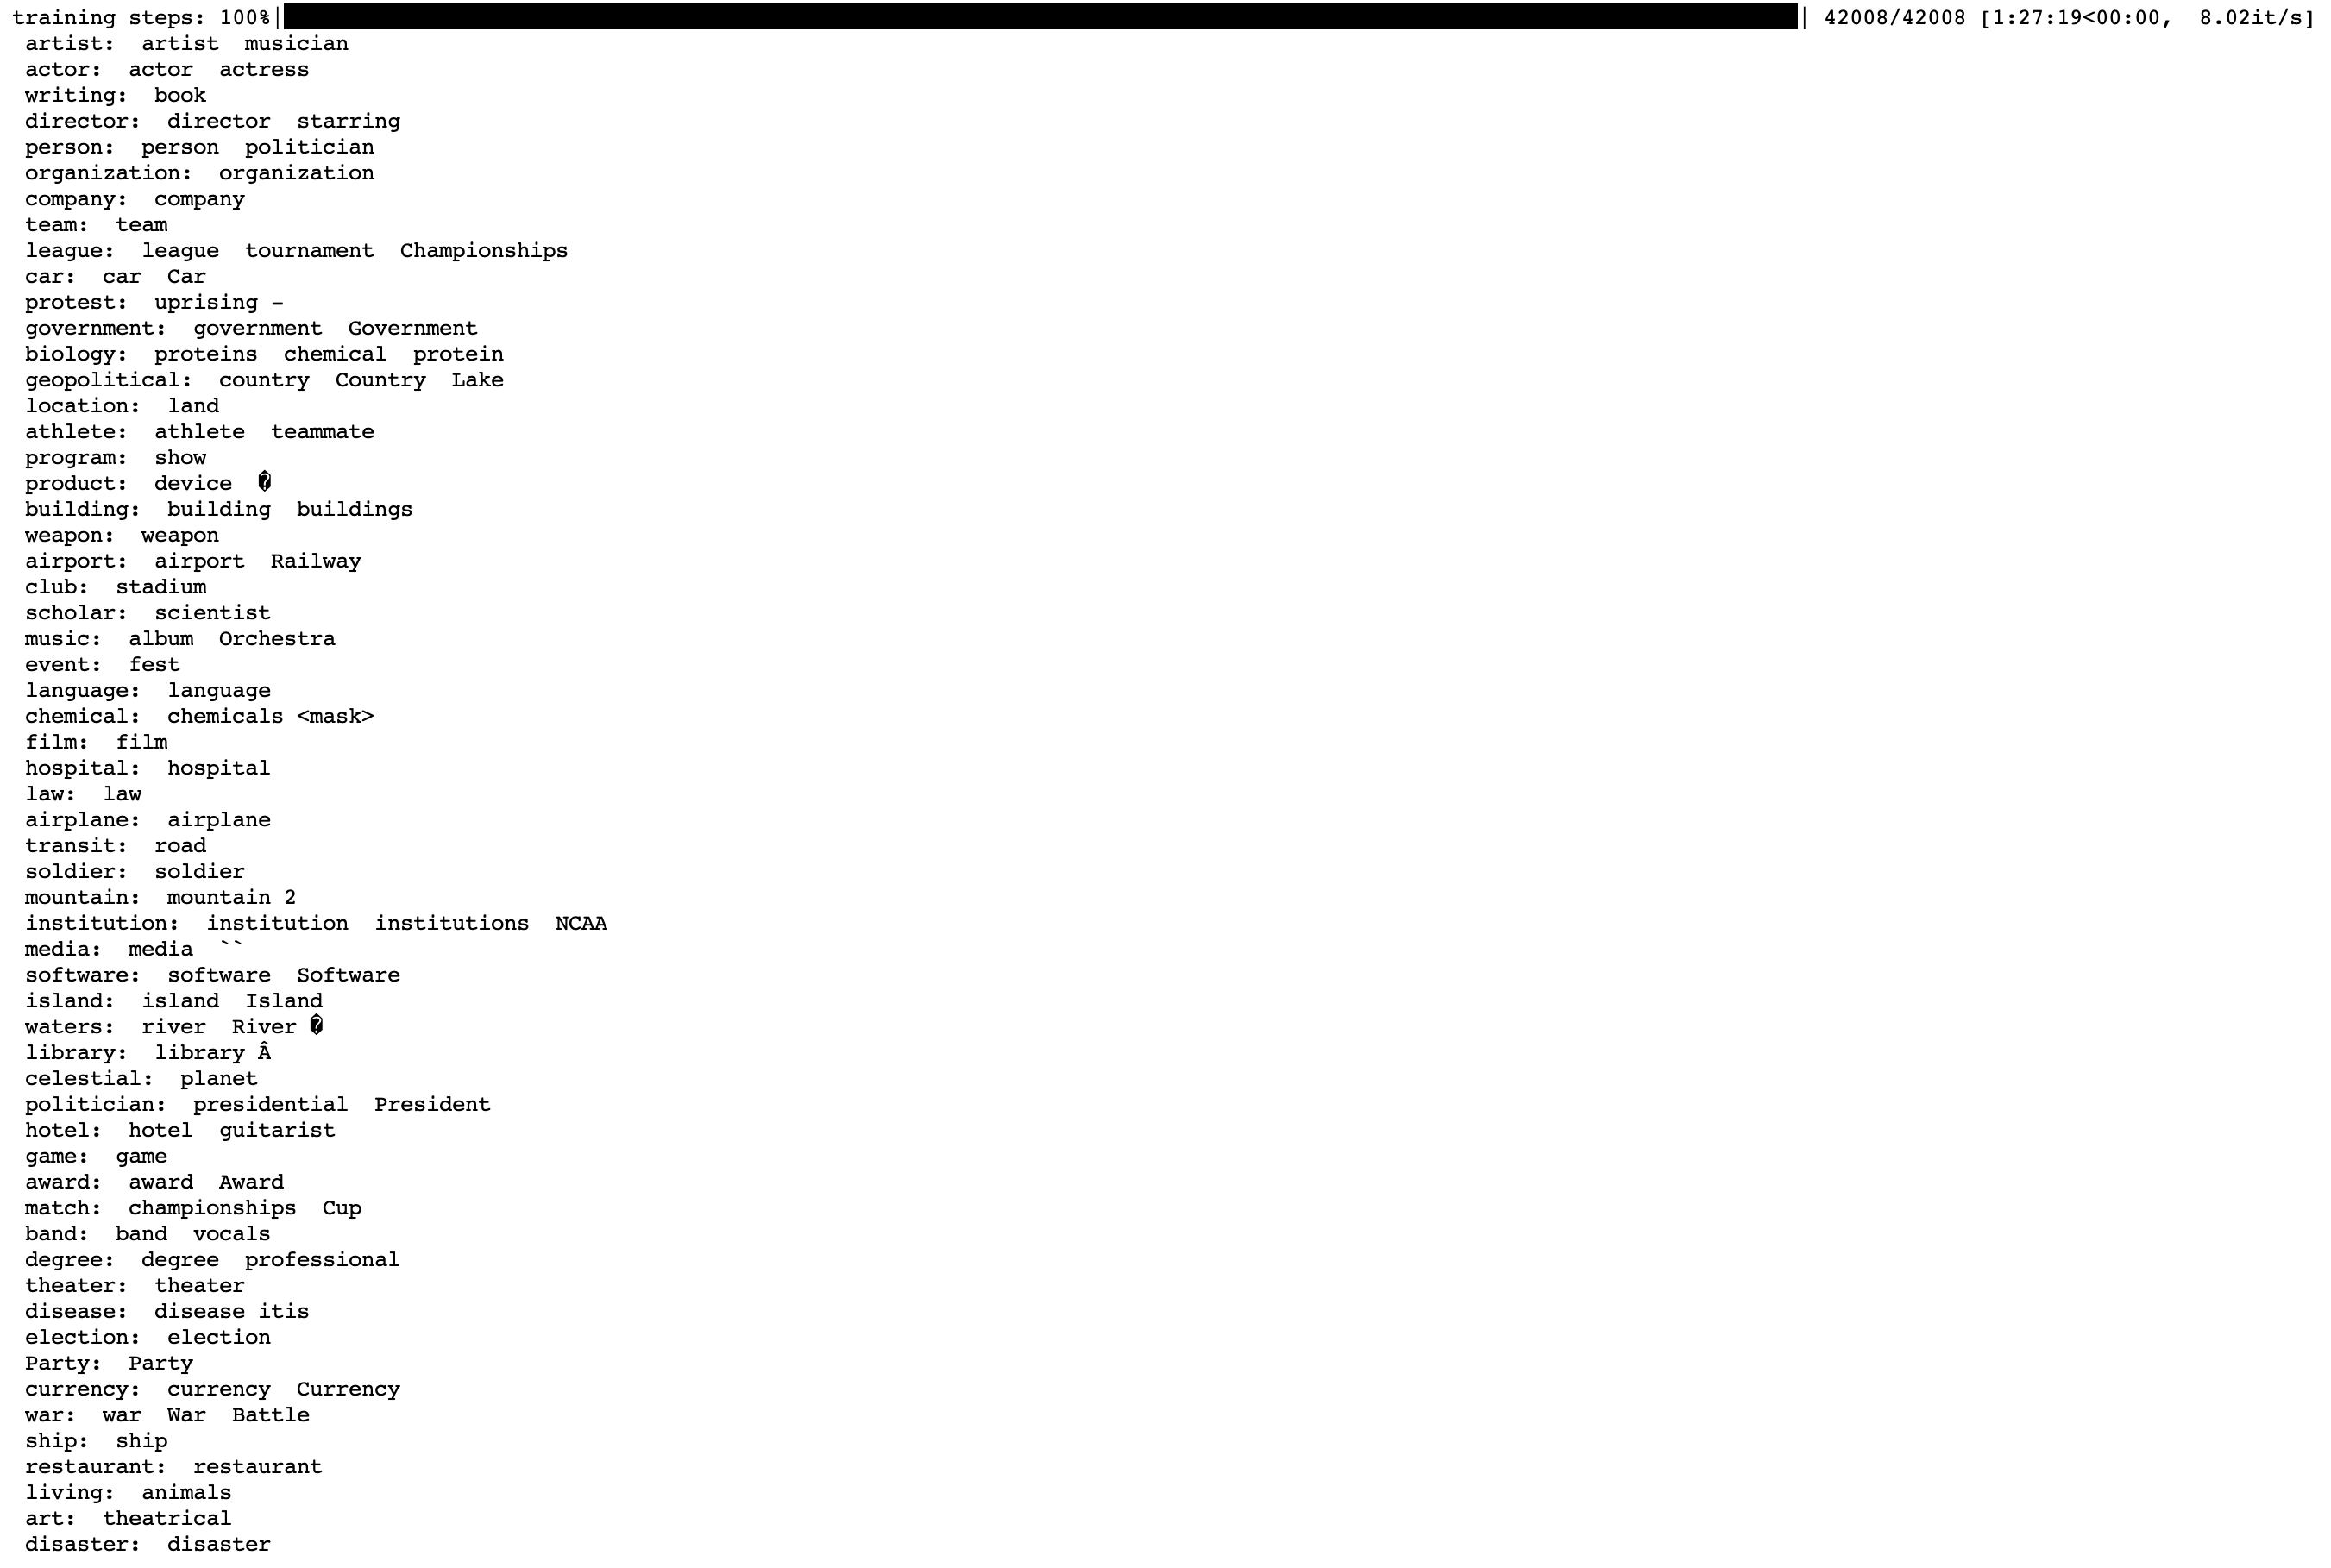 training steps: 100%|██████████| 42008/42008 [1:27:19<00:00,  8.02it/s]
artist:  artist  musician
actor:  actor  actress
writing:  book
director:  director  starring
person:  person  politician
organization:  organization
company:  company
team:  team
league:  league  tournament  Championships
car:  car  Car
protest:  uprising -
government:  government  Government
biology:  proteins  chemical  protein
geopolitical:  country  Country  Lake
location:  land
athlete:  athlete  teammate
program:  show
product:  device  �
building:  building  buildings
weapon:  weapon
airport:  airport  Railway
club:  stadium
scholar:  scientist
music:  album  Orchestra
event:  fest
language:  language
chemical:  chemicals <mask>
film:  film
hospital:  hospital
law:  law
airplane:  airplane
transit:  road
soldier:  soldier
mountain:  mountain 2
institution:  institution  institutions  NCAA
media:  media  ``
software:  software  Software
island:  island  Island
waters:  river  River �
library:  library Â
celestial:  planet
politician:  presidential  President
hotel:  hotel  guitarist
game:  game
award:  award  Award
match:  championships  Cup
band:  band  vocals
degree:  degree  professional
theater:  theater
disease:  disease itis
election:  election
Party:  Party
currency:  currency  Currency
war:  war  War  Battle
ship:  ship
restaurant:  restaurant
living:  animals
art:  theatrical
disaster:  disaster